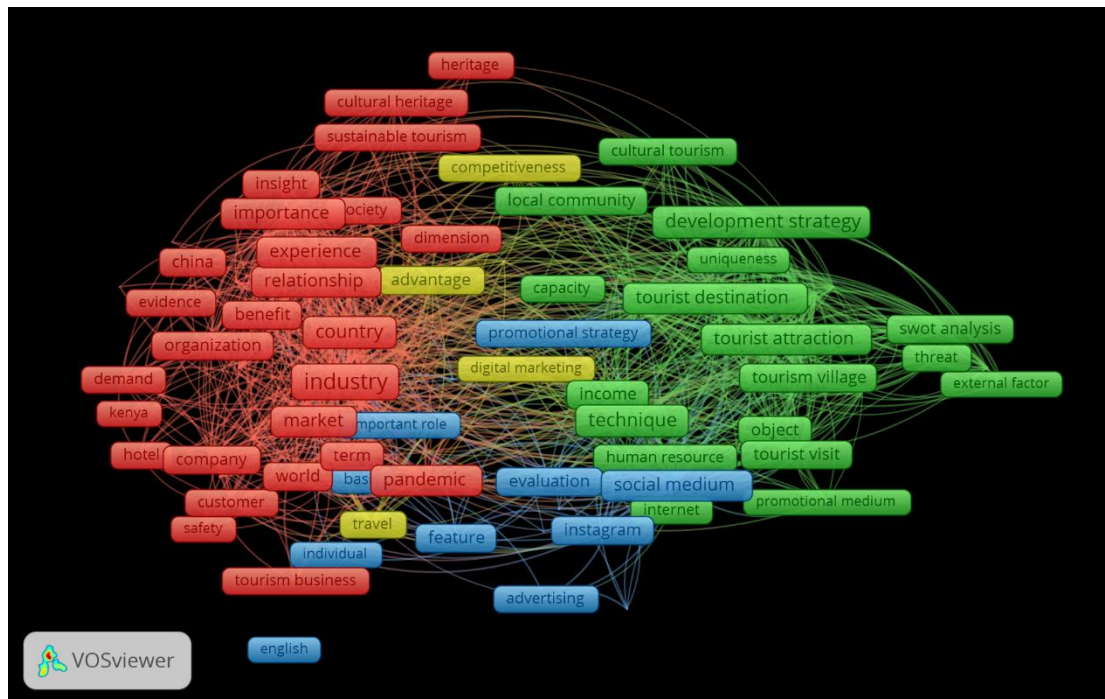 heritage
cultural heritage
sustainable tourism
cultural tourism
competitiveness
insight
local community
importance
ociety
development strategy
dimension
experience
uniqueness
china
relationship
advantage
capacity
tourist destination
evidence
benefit
country
promotional strategy
swot analysis
tourist attraction
organization
threat
digital marketing
industry
demand
tourism village
external factor
income
kenya
market
mportant role
technique
object
hotel
company
term
human resource
tourist visit
world
bas
pandemic
evaluation
social medium
customer
promotional medium
internet
safety
travel
feature
instagram
individual
tourism business
advertising
english
VOSviewer